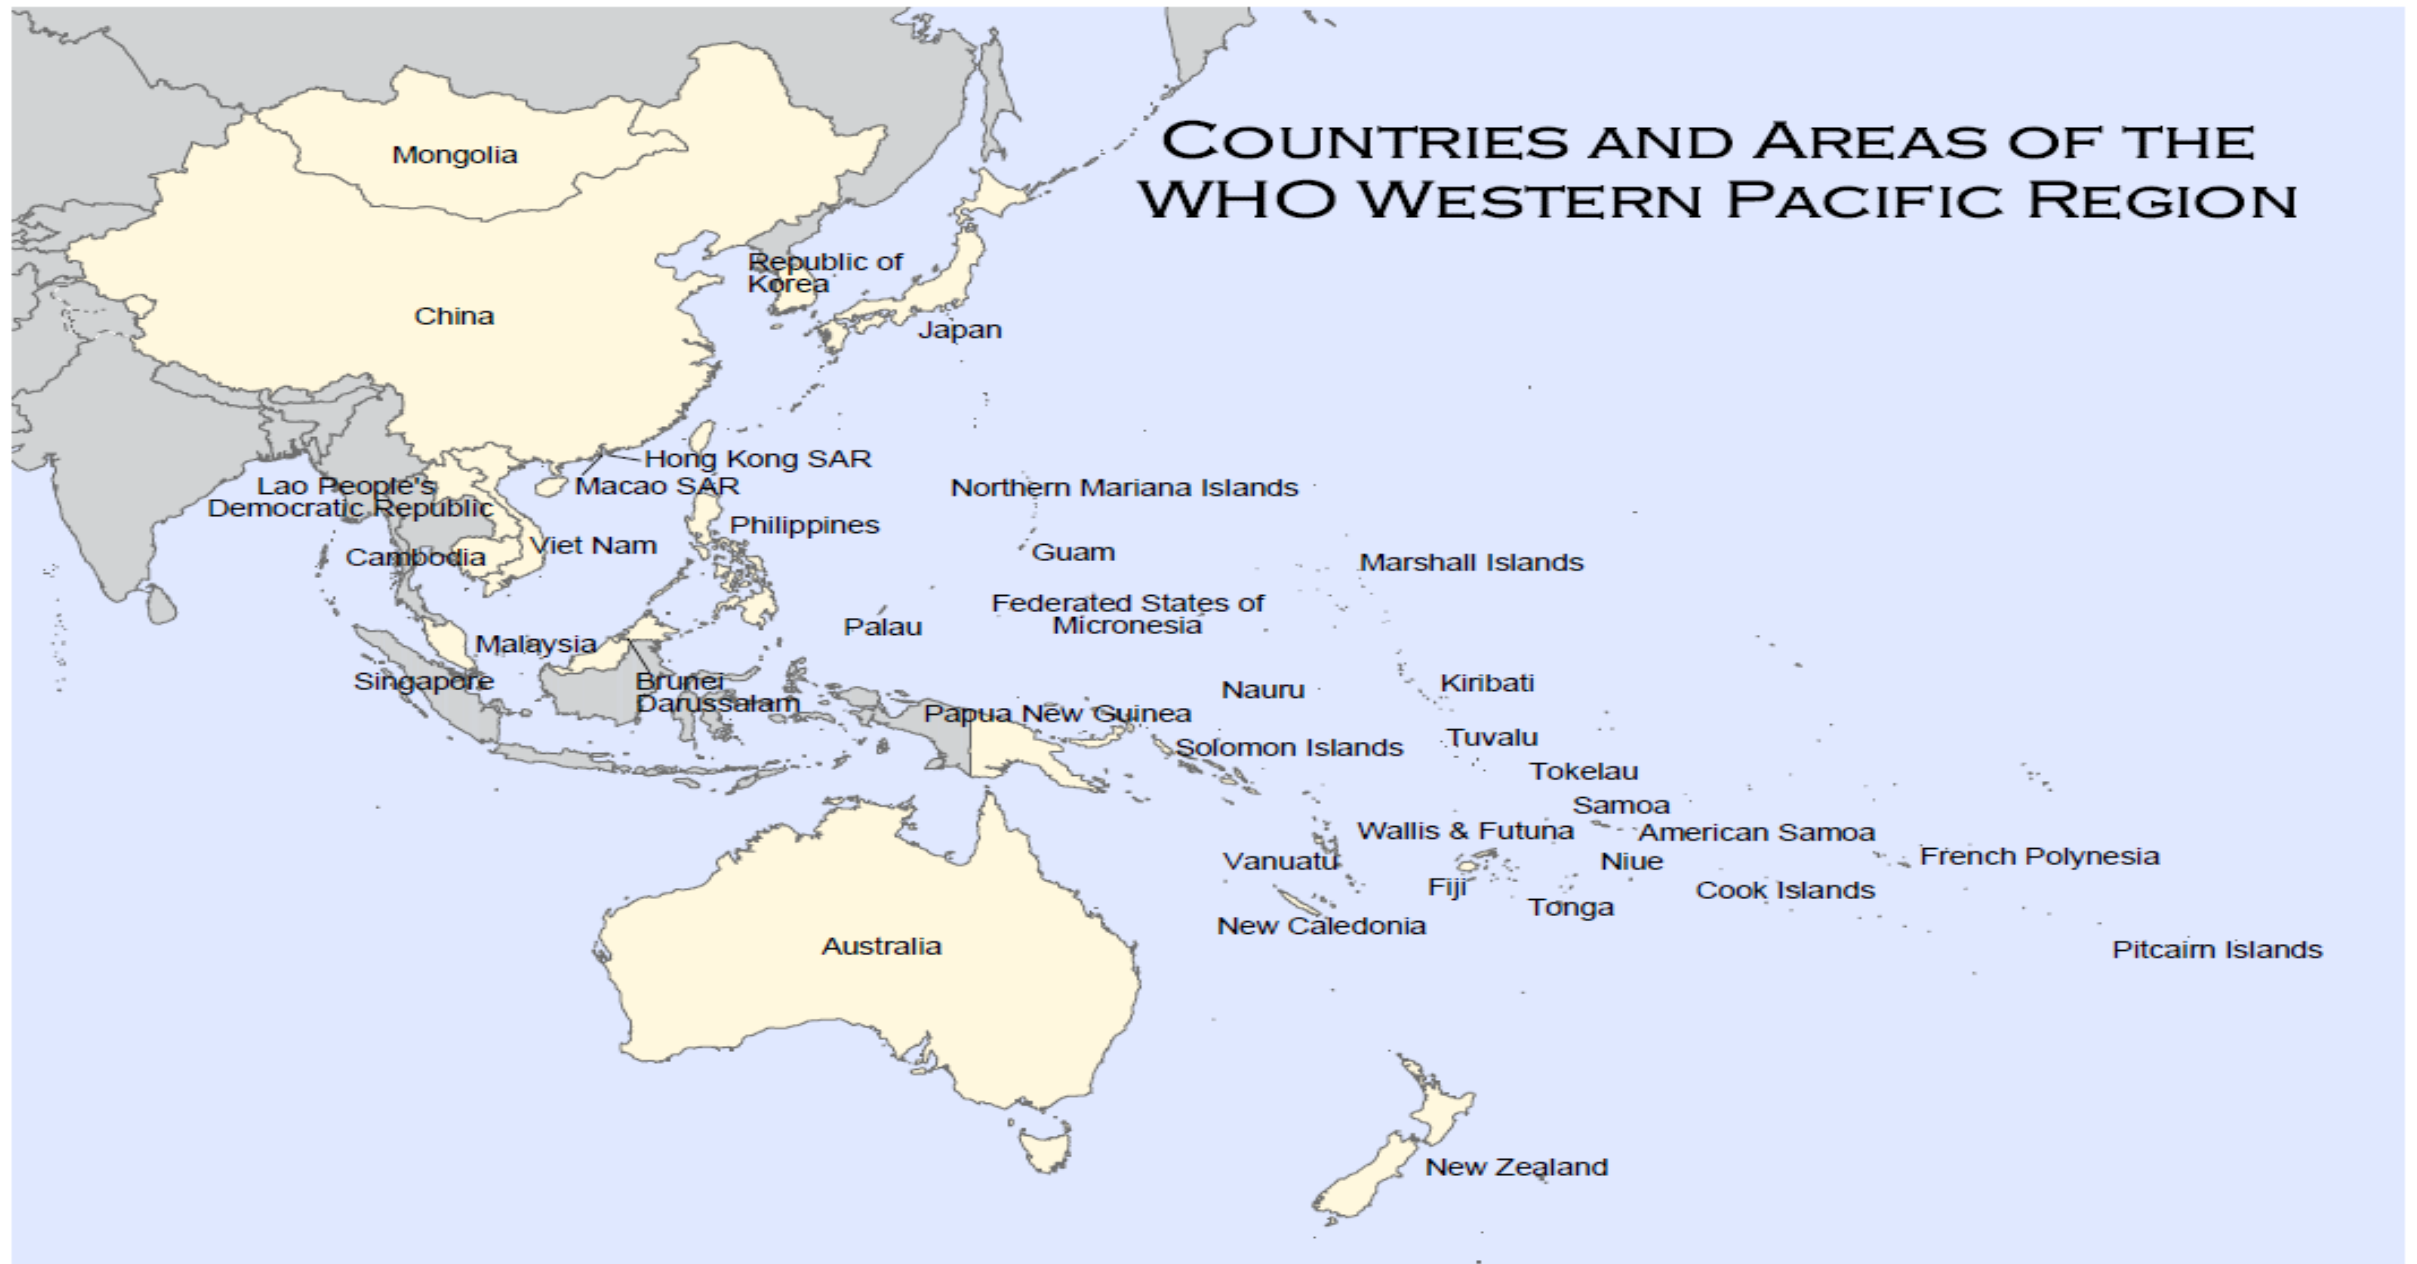 COUNTRIES AND AREAS OF THE
WHO WESTERN PACIFIC REGION
Mongolia
Republic of
Korea
China
Japan
Hong Kong SAR
Macao SAR
Lao People's
Democratic Republic
Northern Mariana Islands
Philippines
Viet Nam
Cambodia
Guam
Marshall Islands
Federated States of
Micronesia
Palau
Malaysia
Singapore
Brunei
Darussalam
Nauru
Kiribati
Papua New Guinea
Solomon Islands
Tuvalu
Tokelau
Samoa
Wallis & Futuna
American Samoa
Vanuatu
Niue
French Polynesia
Fiji
Cook Islands
Tonga
New Caledonia
Australia
Pitcairn Islands
New Zealand